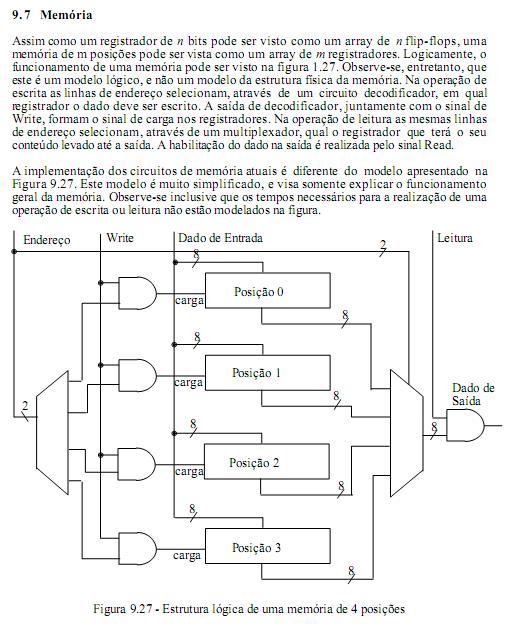 9.7 Memória
Assim como um registrador de n bits pode ser visto como um array de n flip-flops, uma
memória de m posições pode ser vista como um array de m registradores. Logicamente, o
funcionamento de uma memória pode ser visto na figura 1.27. Observe-se, entretanto, que
este é um modelo lógico, e não um modelo da estrutura física da memória. Na operação de
escrita as linhas de endereço selecionam, através de um circuito decodificador, em qual
registrador o dado deve ser escrito. A saída de decodificador, juntamente com o sinal de
Write, formam o sinal de carga nos registradores. Na operação de leitura as mesmas linhas
de endereço selecionam, através de um multiplexador, qual o registrador que terá o seu
conteúdo levado até a saída. A habilitação do dado na saída é realizada pelo sinal Read.
A implementação dos circuitos de memória atuais é diferente do modelo apresentado na
Figura 9.27. Este modelo é muito simplificado, e visa somente explicar o funcionamento
geral da memória. Observe-se inclusive que os tempos necessários para a realização de uma
operação de escrita ou leitura não estão modelados na figura.
Endereço Write Dado de Entrada 2 Leitura
8
carga Posição 0
8
8
carga Posição 1
8
Dado de
Saída
2
8
8
carga Posição 2
8
8
carga Posição 3
8
Figura 9.27 - Estrutura lógica de uma memória de 4 posições